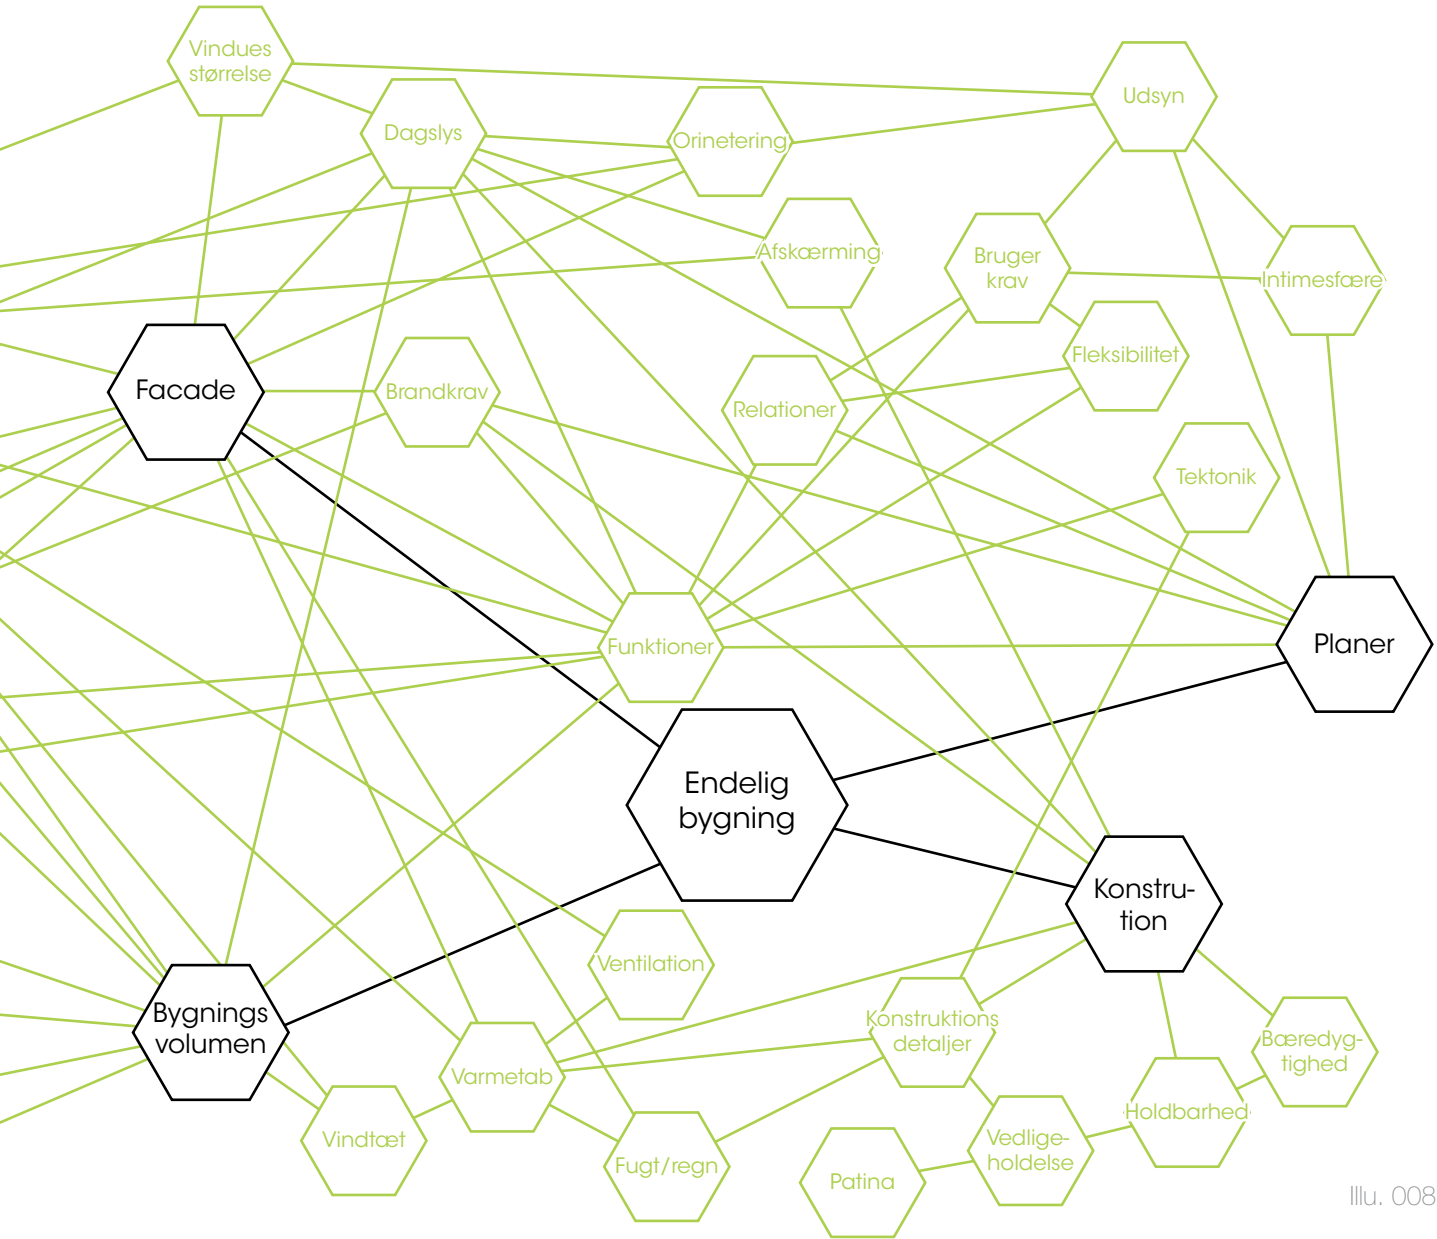 Vindues
størrelse
Dagslys
Orinetering
Udsyn
Afskærming
Bruger
krav
Intimesfære
Fleksibilitet
Facade
Brandkrav
Relationer
Tektonik
Funktioner
Planer
Endelig
bygning
Konstru-
tion
Ventilation
Bygnings
volumen
Konstruktions
detaljer
Bæredyg-
tighed
Varmetab
Holdbarhed
Vindtæt
Vedlige-
holdelse
Fugt/regn
Patina
Illu. 008